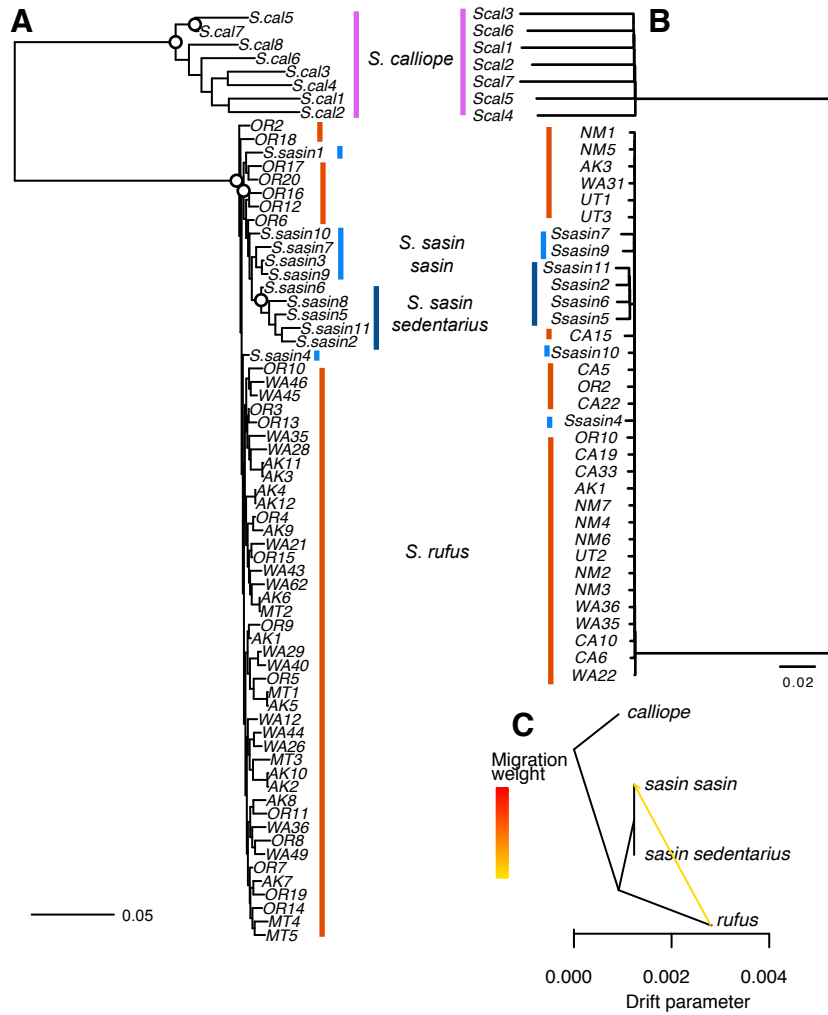 A
S.cal5
S.cal7
S.cal8
S.cal6
S.cal3
S.cal4
S.cal1
S.cal2
OR2
OR18
S.sasin1
OR17
OR20
OR16
OR12
OR6
S.sasin10
S.sasin7
S.sasin3
S.sasin9
S.sasin6
S.sasin8
S.sasin5
S.sasin11
S.sasin2
S.sasin4
OR10
WA46
WA45
OR3
OR13
WA35
WA28
AK11
AK3
AK4
AK12
OR4
AK9
WA21
OR15
WA43
WA62
AK6
MT2
OR9
AK1
WA29
WA40
OR5
MT1
AK5
WA12
WA44
WA26
MT3
AK10
AK2
AK8
OR11
WA36
OR8
WA49
OR7
AK7
OR19
OR14
MT4
MT5
0.05
S. calliope
S. sasin
sasin
S. sasin
sedentarius
S. rufus
B
Scal3
Scal6
Scal1
Scal2
Scal7
Scal5
Scal4
NM1
NM5
AK3
WA31
UT1
UT3
Ssasin7
Ssasin9
Ssasin11
Ssasin2
Ssasin6
Ssasin5
CA15
Ssasin10
CA5
OR2
CA22
Ssasin4
OR10
CA19
CA33
AK1
NM7
NM4
NM6
UT2
NM2
NM3
WA36
WA35
CA10
CA6
WA22
0.02
C
Migration
weight
calliope
sasin sasin
sasin sedentarius
rufus
0.000 0.002 0.004
Drift parameter